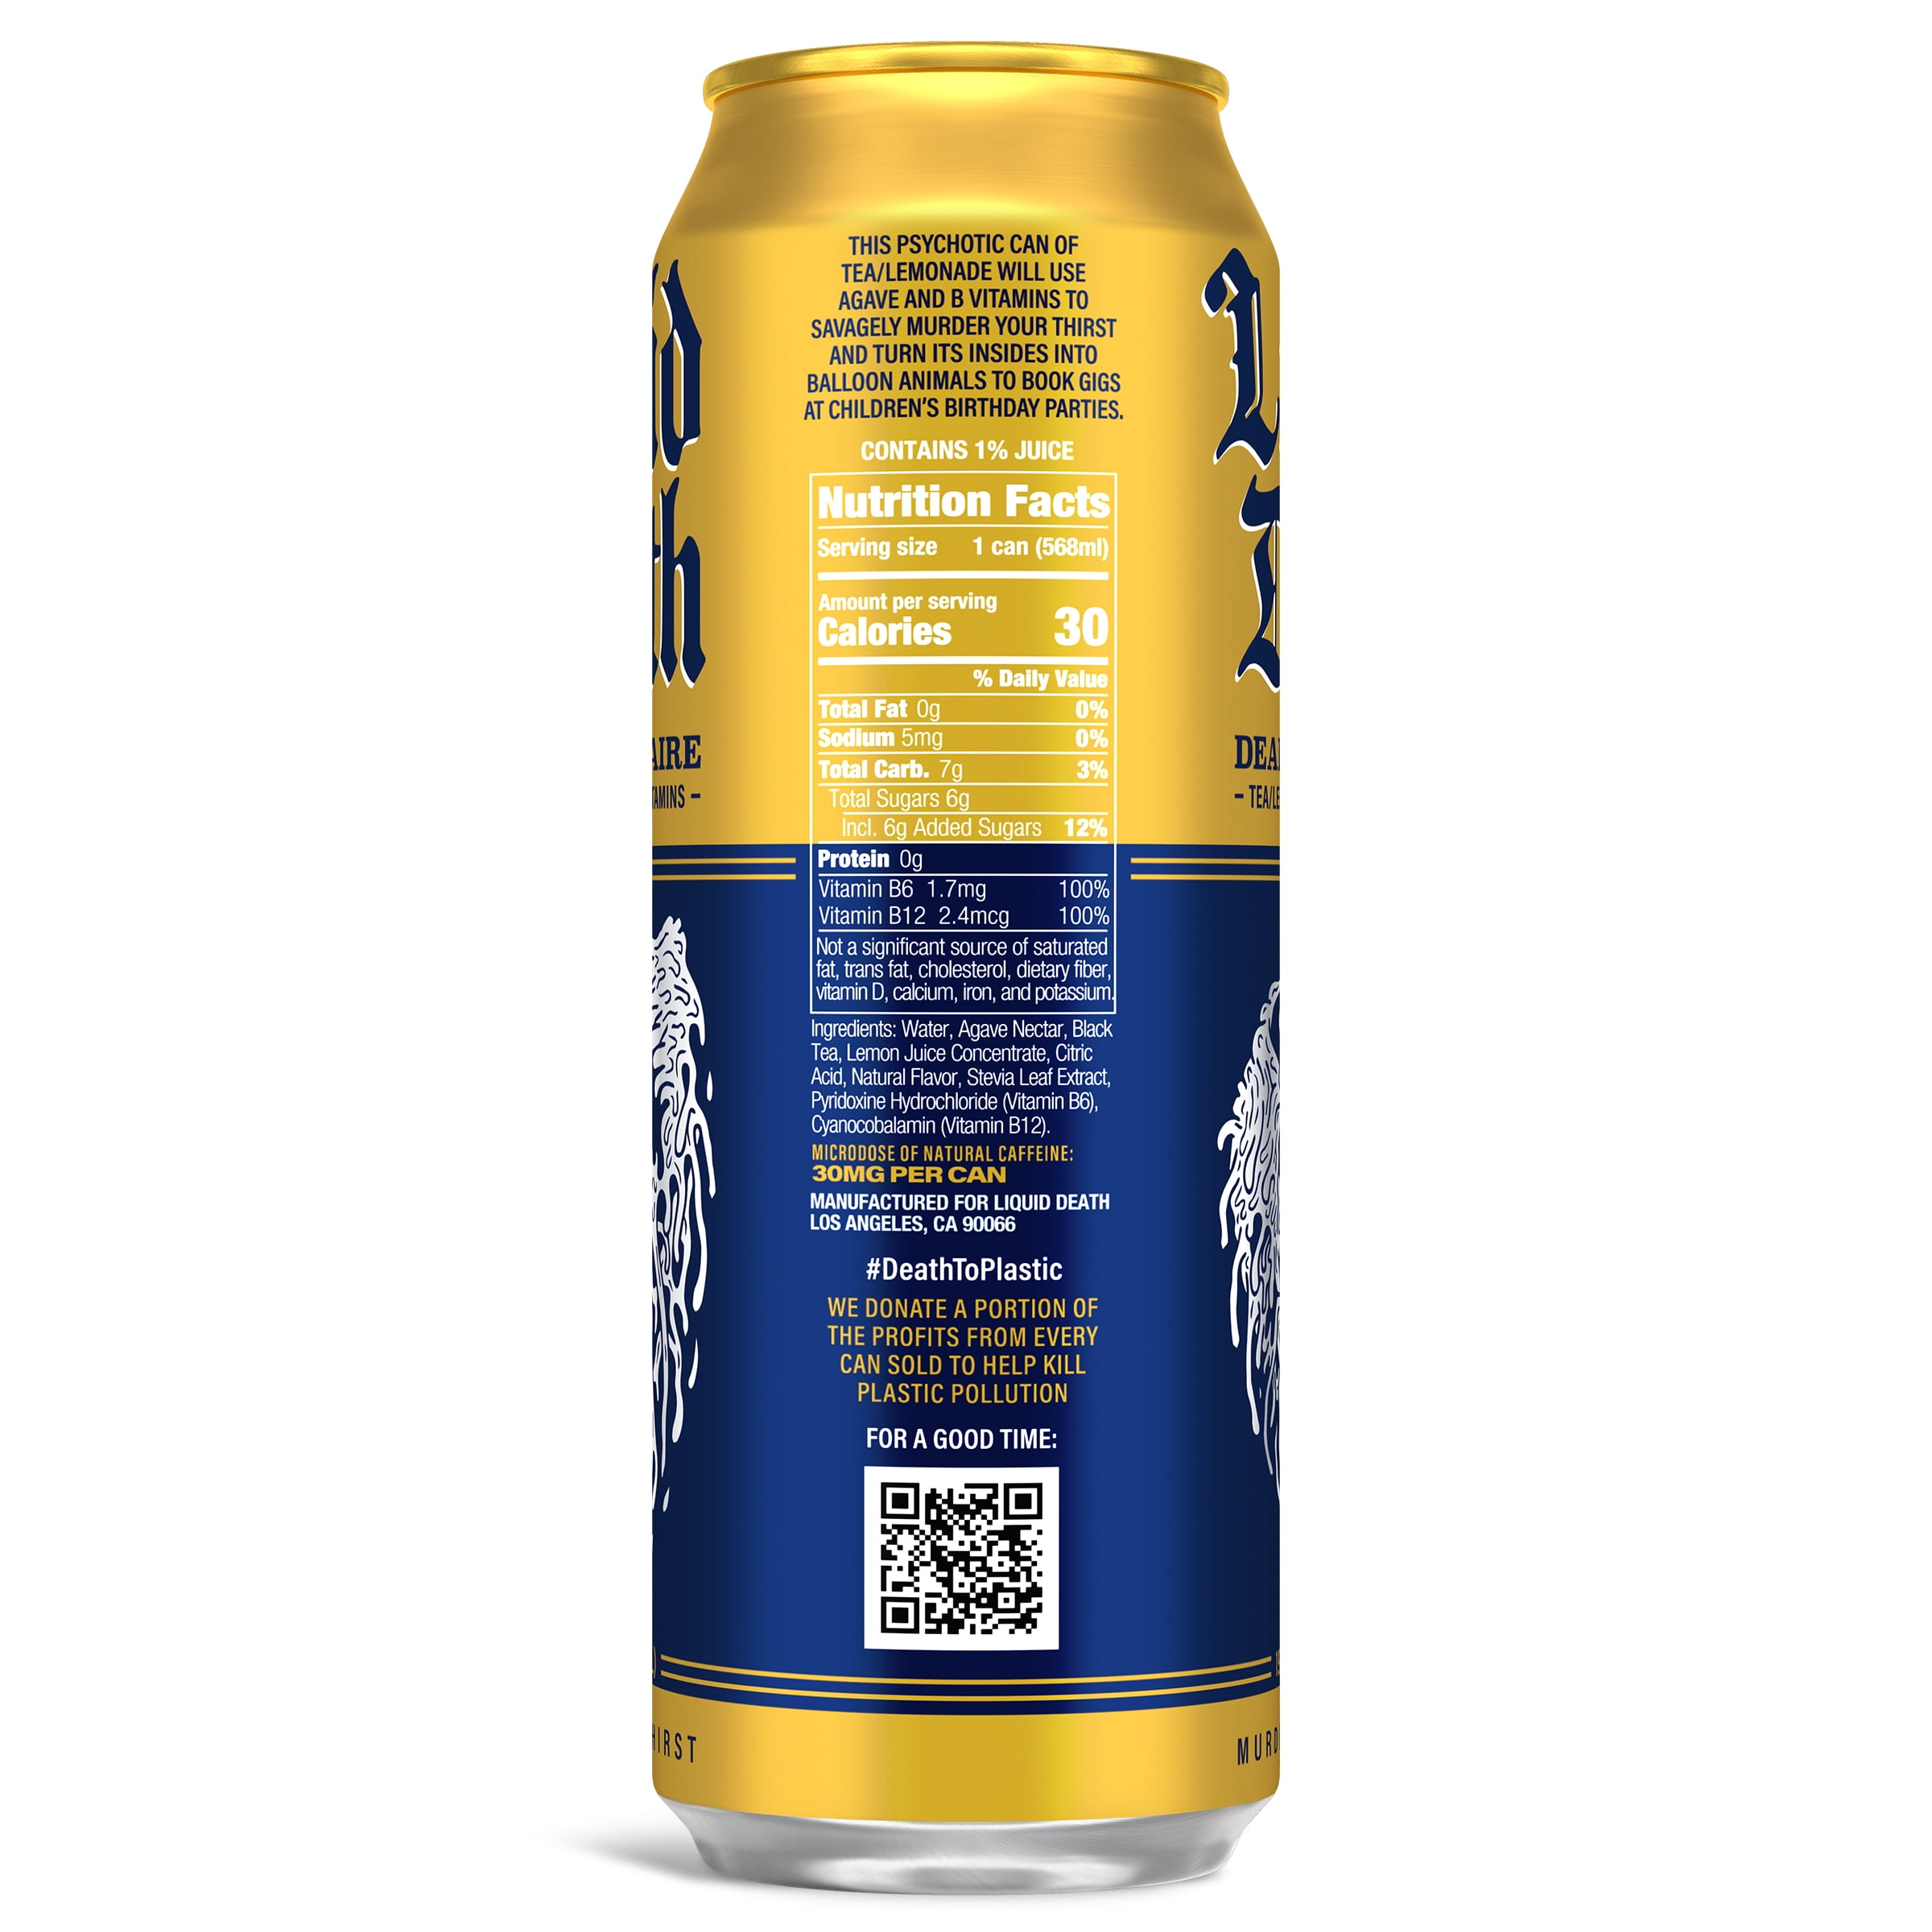 THIS PSYCHOTIC CAN OF
TEA/LEMONADE WILL USE
AGAVE AND B VITAMINS TO
SAVAGELY MURDER YOUR THIRST
AND TURN ITS INSIDES INTO
BALLOON ANIMALS TO BOOK GIGS
AT CHILDREN'S BIRTHDAY PARTIES.
CONTAINS 1% JUICE
Nutrition Facts
Serving size 1 can (568ml)
Amount per serving
Calories 30
% Daily Value
Total Fat 0g 0%
Sodium 5mg 0%
Total Carb. 7g 3%
Total Sugars 6g
Incl. 6g Added Sugars 12%
Protein 0g
Vitamin B6 1.7mg 100%
Vitamin B12 2.4mcg 100%
Not a significant source of saturated
fat, trans fat, cholesterol, dietary fiber,
vitamin D, calcium, iron, and potassium.
Ingredients: Water, Agave Nectar, Black
Tea, Lemon Juice Concentrate, Citric
Acid, Natural Flavor, Stevia Leaf Extract,
Pyridoxine Hydrochloride (Vitamin B6),
Cyanocobalamin (Vitamin B12).
MICRODOSE OF NATURAL CAFFEINE:
30MG PER CAN
MANUFACTURED FOR LIQUID DEATH
LOS ANGELES, CA 90066
#DeathToPlastic
WE DONATE A PORTION OF
THE PROFITS FROM EVERY
CAN SOLD TO HELP KILL
PLASTIC POLLUTION
FOR A GOOD TIME: